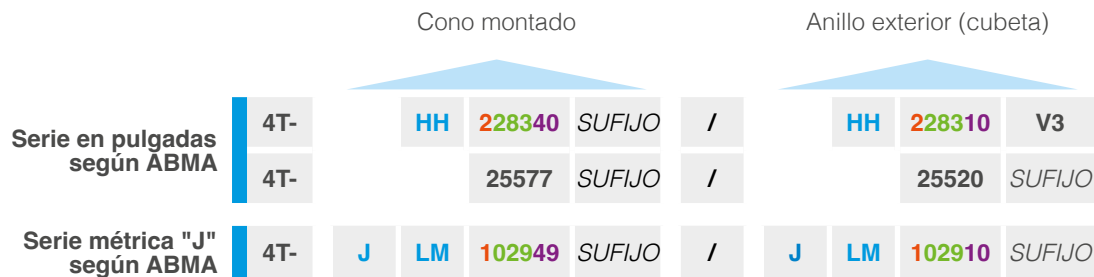 Cono montado Anillo exterior (cubeta)
Serie en pulgadas
según ABMA
4T- HH 228340 SUFIJO / HH 228310 V3
4T- 25577 SUFIJO / 25520 SUFIJO
Serie métrica "J"
según ABMA
4T- J LM 102949 SUFIJO / J LM 102910 SUFIJO